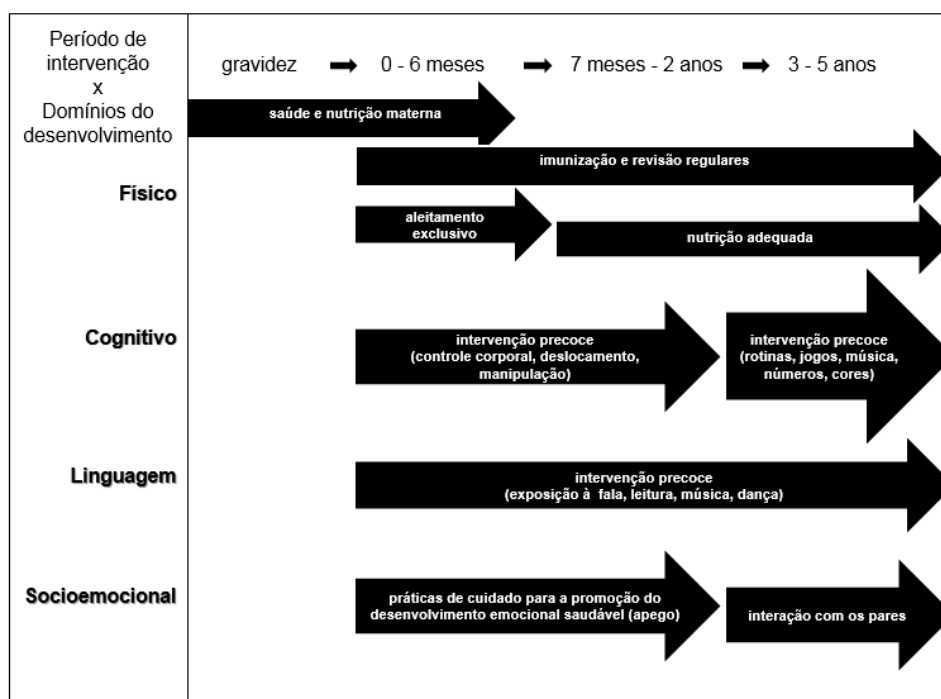 Período de
intervenção
x
Domínios do
desenvolvimento
gravidez
0 - 6 meses
7 meses - 2 anos
3 - 5 anos
saúde e nutrição materna
Físico
imunização e revisão regulares
aleitamento
exclusivo
nutrição adequada
Cognitivo
intervenção precoce
(controle corporal, deslocamento,
manipulação)
intervenção precoce
(rotinas, jogos, música,
números, cores)
Linguagem
intervenção precoce
(exposição à fala, leitura, música, dança)
Socioemocional
práticas de cuidado para a promoção do
desenvolvimento emocional saudável (apego)
interação com os pares